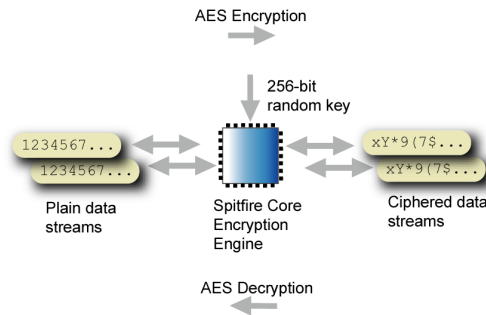 AES Encryption
256-bit
random key
1234567...
1234567...
xY*9(7$...
xY*9(7$...
Plain data
streams
Spitfire Core
Encryption
Engine
Ciphered data
streams
AES Decryption